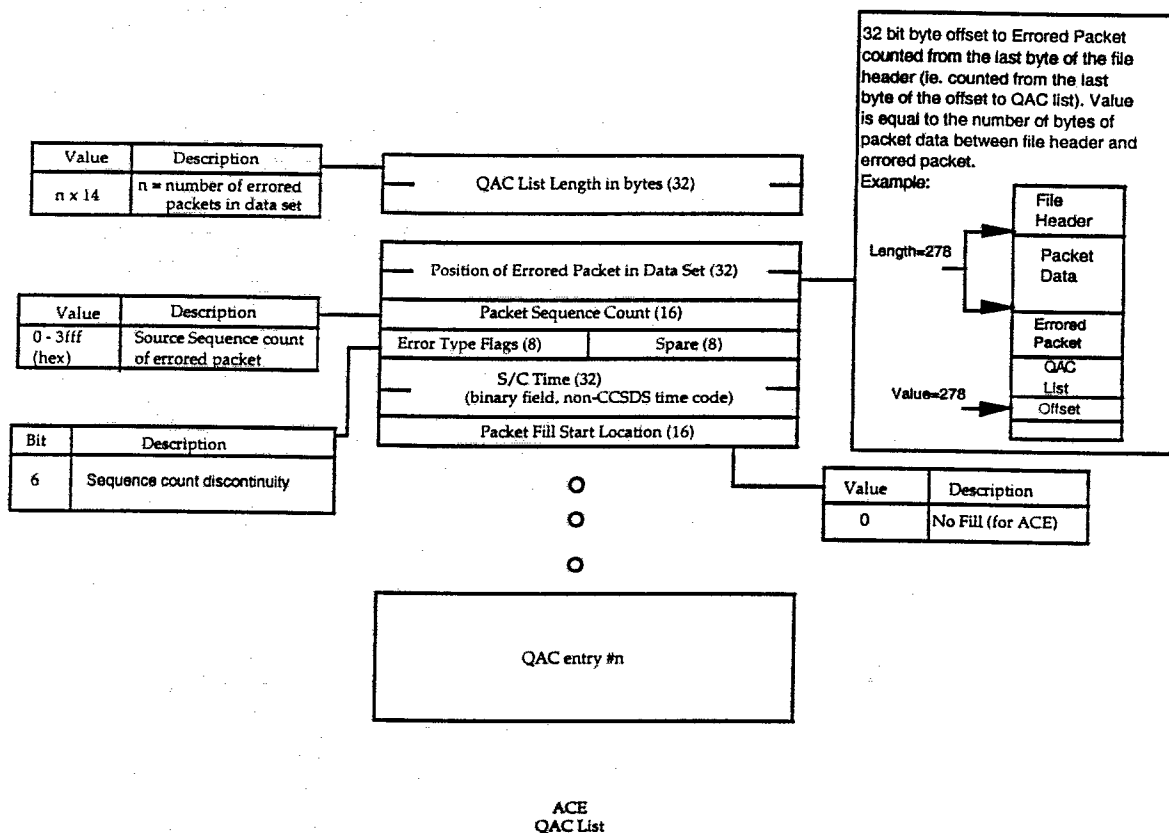 32 bit byte offset to Errored Packet
counted from the last byte of the file
header (ie. counted from the last
byte of the offset to QAC list). Value
is equal to the number of bytes of
packet data between file header and
errored packet.
Example:
File
Header
Length=278
Packet
Data
Errored
Packet
QAC
List
Value=278
Offset
Value Description
n x 14 n = number of errored
packets in data set
QAC List Length in bytes (32)
Position of Errored Packet in Data Set (32)
Value Description
0 - 3fff Source Sequence count
(hex) of errored packet
Packet Sequence Count (16)
Error Type Flags (8) Spare (8)
S/C Time (32)
(binary field, non-CCSDS time code)
Packet Fill Start Location (16)
Bit Description
6 Sequence count discontinuity
Value Description
0 No Fill (for ACE)
QAC entry #n
ACE
QAC List